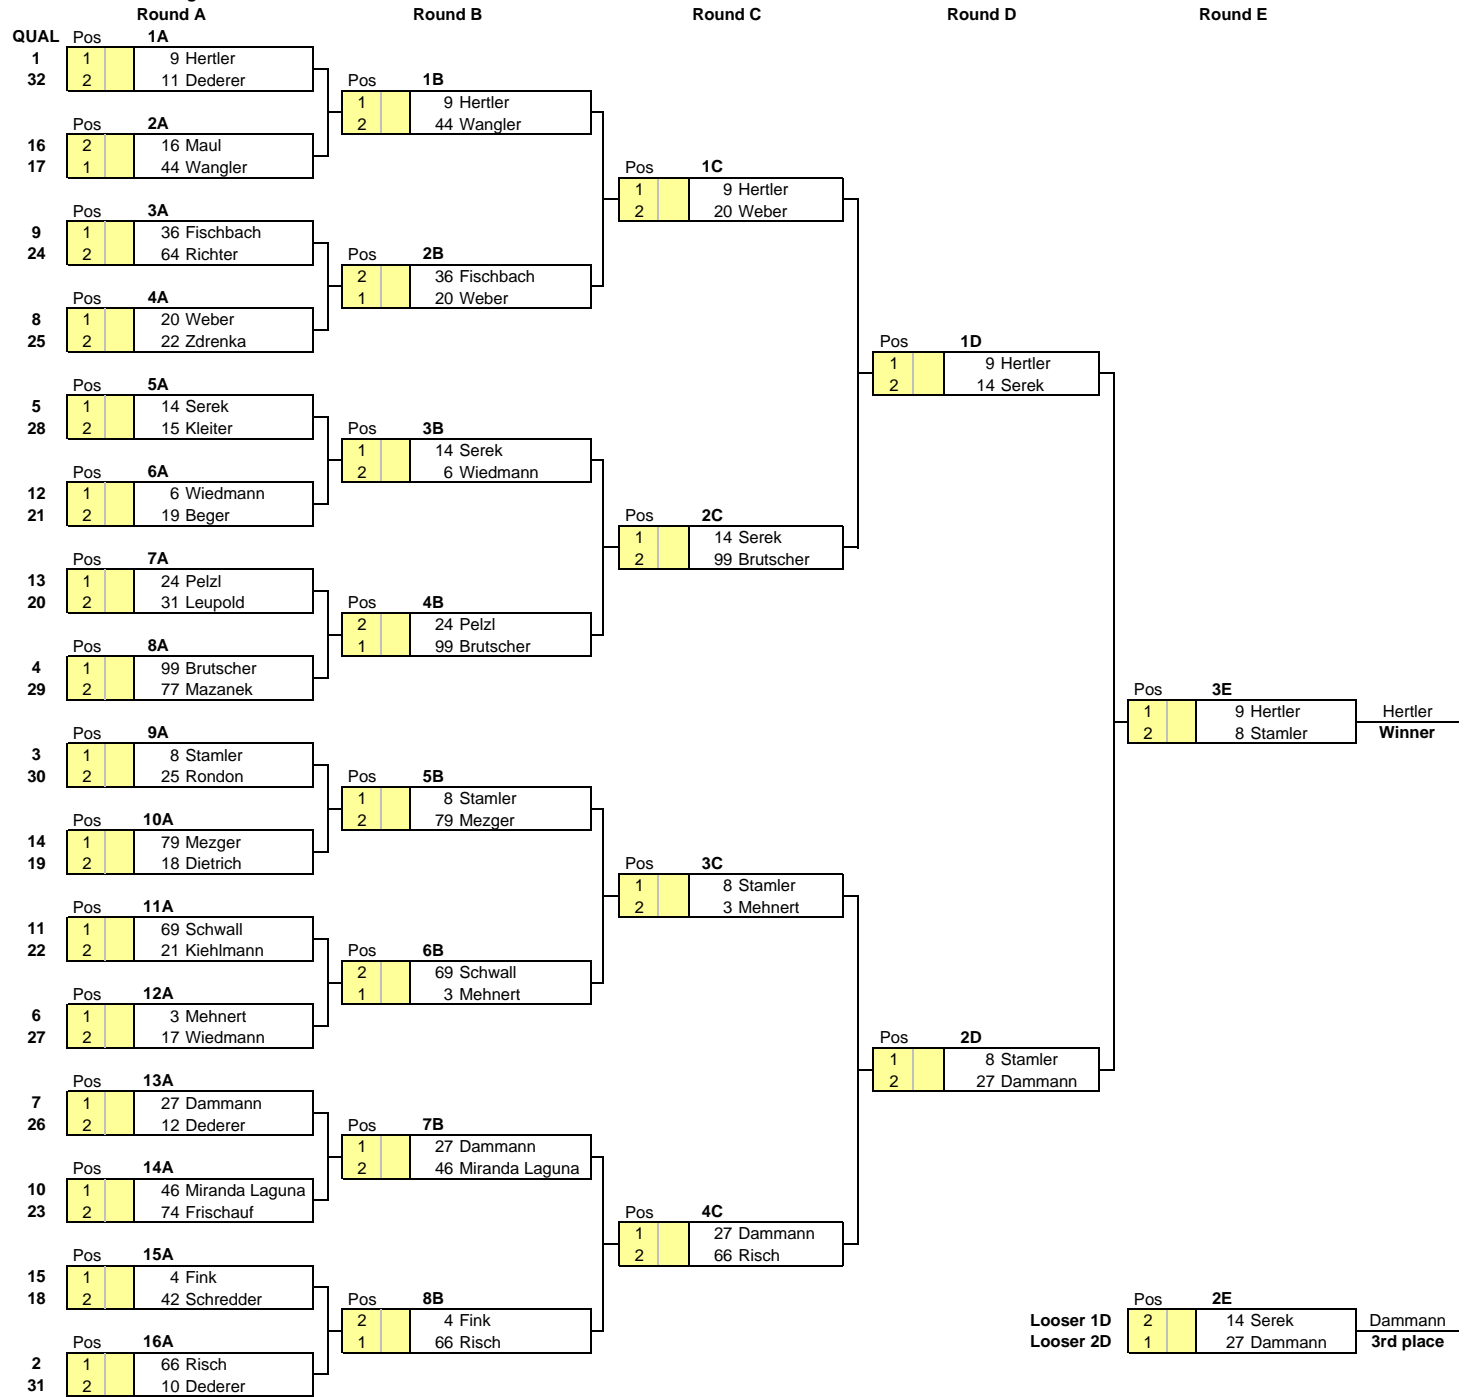 Round A Round B Round C Round D Round E
QUAL Pos 1A
1 1 9 Hertler
32 2 11 Dederer
Pos 1B
1 9 Hertler
2 44 Wangler
Pos 2A
16 2 16 Maul
17 1 44 Wangler
Pos 1C
1 9 Hertler
2 20 Weber
Pos 3A
9 1 36 Fischbach
24 2 64 Richter
Pos 2B
2 36 Fischbach
1 20 Weber
Pos 4A
8 1 20 Weber
25 2 22 Zdrenka
Pos 1D
1 9 Hertler
2 14 Serek
Pos 5A
5 1 14 Serek
28 2 15 Kleiter
Pos 3B
1 14 Serek
2 6 Wiedmann
Pos 6A
12 1 6 Wiedmann
21 2 19 Beger
Pos 2C
1 14 Serek
2 99 Brutscher
Pos 7A
13 1 24 Pelzl
20 2 31 Leupold
Pos 4B
2 24 Pelzl
1 99 Brutscher
Pos 8A
4 1 99 Brutscher
29 2 77 Mazanek
Pos 3E
1 9 Hertler Hertler
2 8 Stamler Winner
Pos 9A
3 1 8 Stamler
30 2 25 Rondon
Pos 5B
1 8 Stamler
2 79 Mezger
Pos 10A
14 1 79 Mezger
19 2 18 Dietrich
Pos 3C
1 8 Stamler
2 3 Mehnert
Pos 11A
11 1 69 Schwall
22 2 21 Kiehlmann
Pos 6B
2 69 Schwall
1 3 Mehnert
Pos 12A
6 1 3 Mehnert
27 2 17 Wiedmann
Pos 2D
1 8 Stamler
2 27 Dammann
Pos 13A
7 1 27 Dammann
26 2 12 Dederer
Pos 7B
1 27 Dammann
2 46 Miranda Laguna
Pos 14A
10 1 46 Miranda Laguna
23 2 74 Frischauf
Pos 4C
1 27 Dammann
2 66 Risch
Pos 15A
15 1 4 Fink
18 2 42 Schredder
Pos 8B
2 4 Fink
1 66 Risch
Pos 2E
Looser 1D 2 14 Serek Dammann
Looser 2D 1 27 Dammann 3rd place
Pos 16A
2 1 66 Risch
31 2 10 Dederer